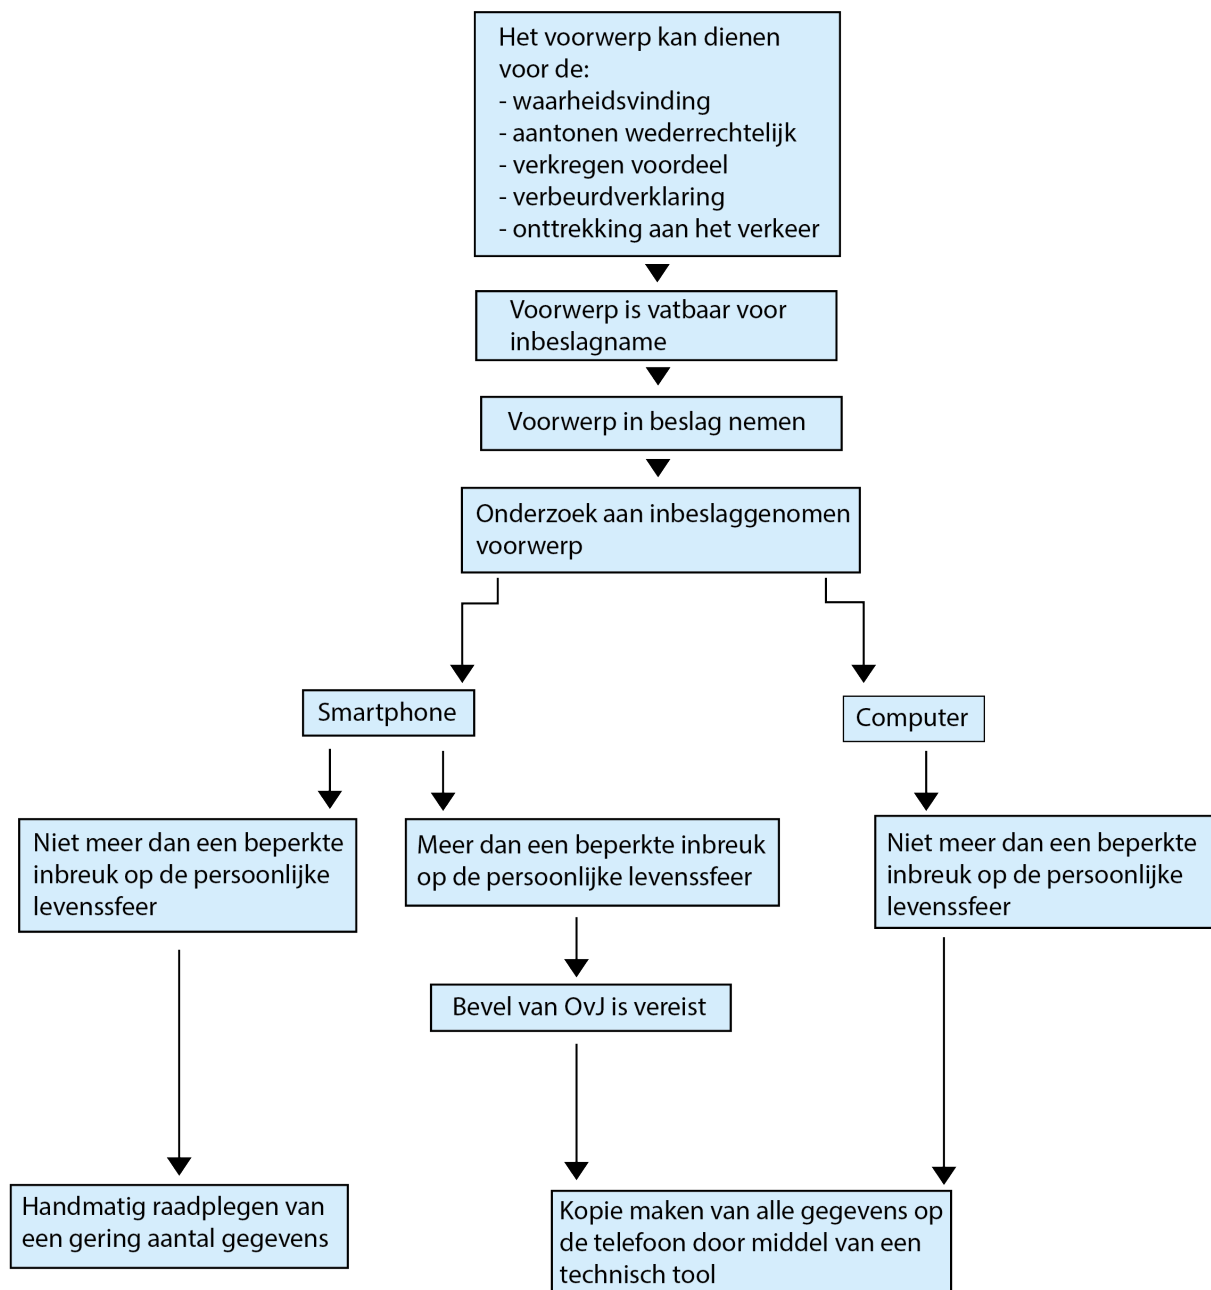 Het voorwerp kan dienen
voor de:
- waarheidsvinding
- aantonen wederrechtelijk
- verkregen voordeel
- verbeurdverklaring
- onttrekking aan het verkeer
Voorwerp is vatbaar voor
inbeslagname
Voorwerp in beslag nemen
Onderzoek aan inbeslaggenomen
voorwerp
Smartphone
Computer
Niet meer dan een beperkte
inbreuk op de persoonlijke
levenssfeer
Meer dan een beperkte inbreuk
op de persoonlijke levenssfeer
Niet meer dan een beperkte
inbreuk op de persoonlijke
levenssfeer
Bevel van OvJ is vereist
Handmatig raadplegen van
een gering aantal gegevens
Kopie maken van alle gegevens op
de telefoon door middel van een
technisch tool